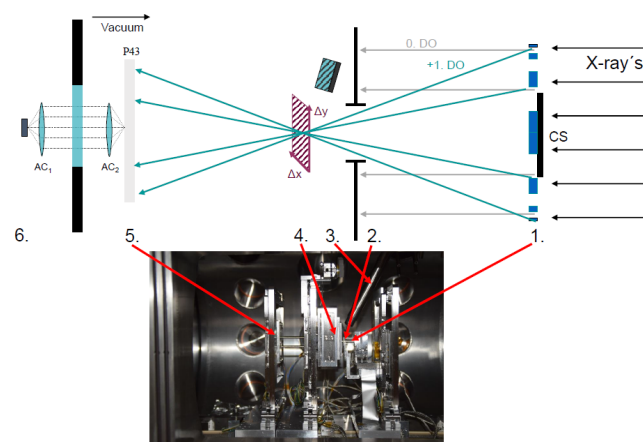 Vacuum
P43
0. DO
+1. DO
X-ray´s
Δy
CS
Δx
AC1
AC2
6.
5.
4.
3.
2.
1.